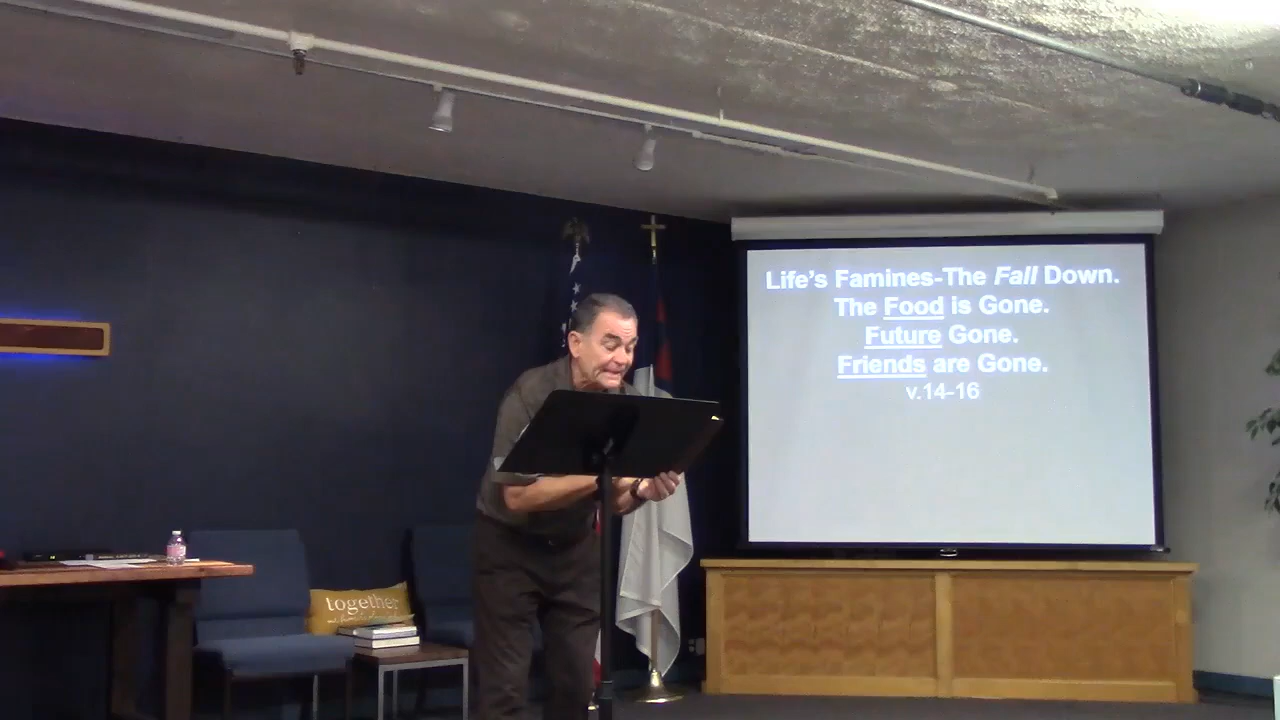 Life's Famines-The Fall Down.
The Food is Gone.
Future Gone.
Friends are Gone.
v.14-16
together